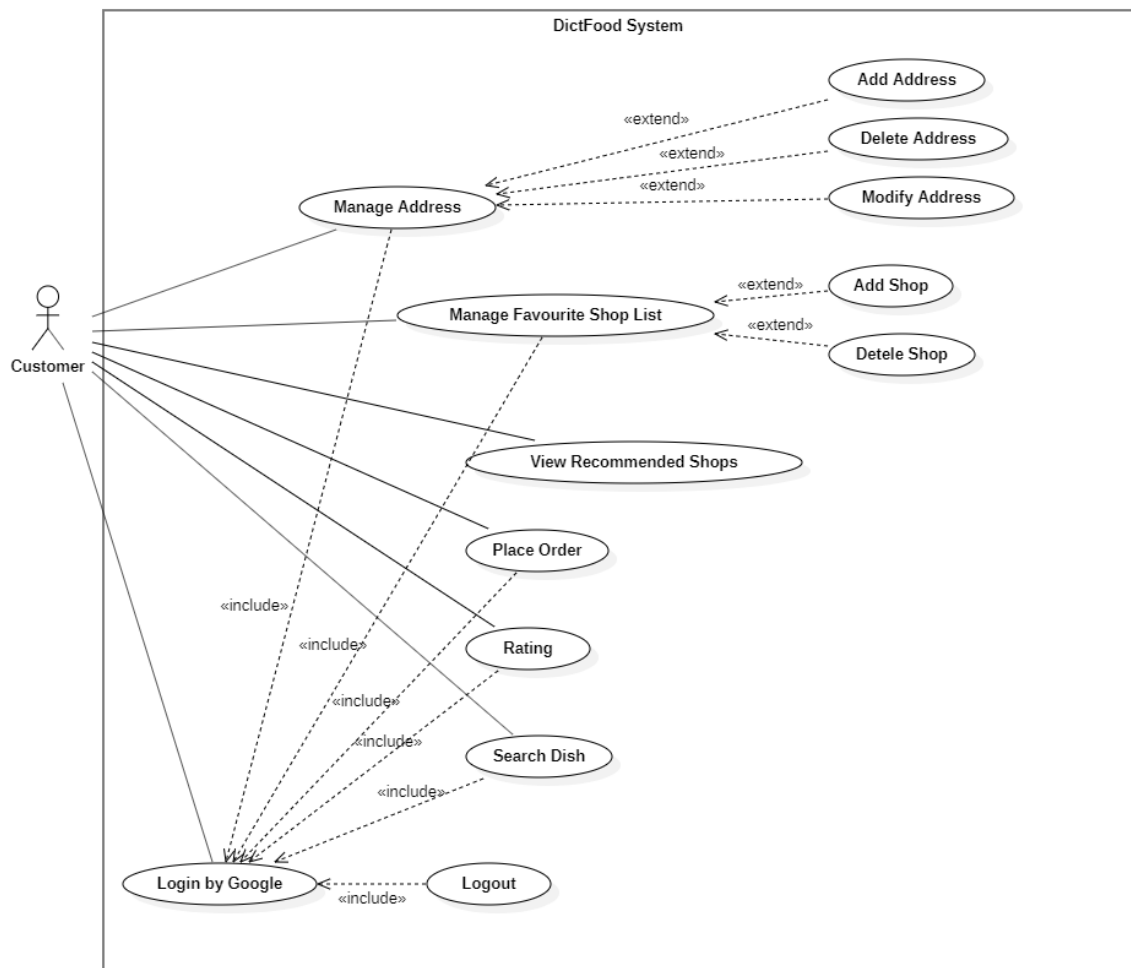 DictFood System
Add Address
«extend»
Delete Address
«extend»
«extend»
Modify Address
Manage Address
Add Shop
«extend»
Manage Favourite Shop List
«extend»
Detele Shop
Customer
View Recommended Shops
Place Order
«include»
«include»
Rating
«include»
«include»
Search Dish
«include»
Login by Google
Logout
«include»